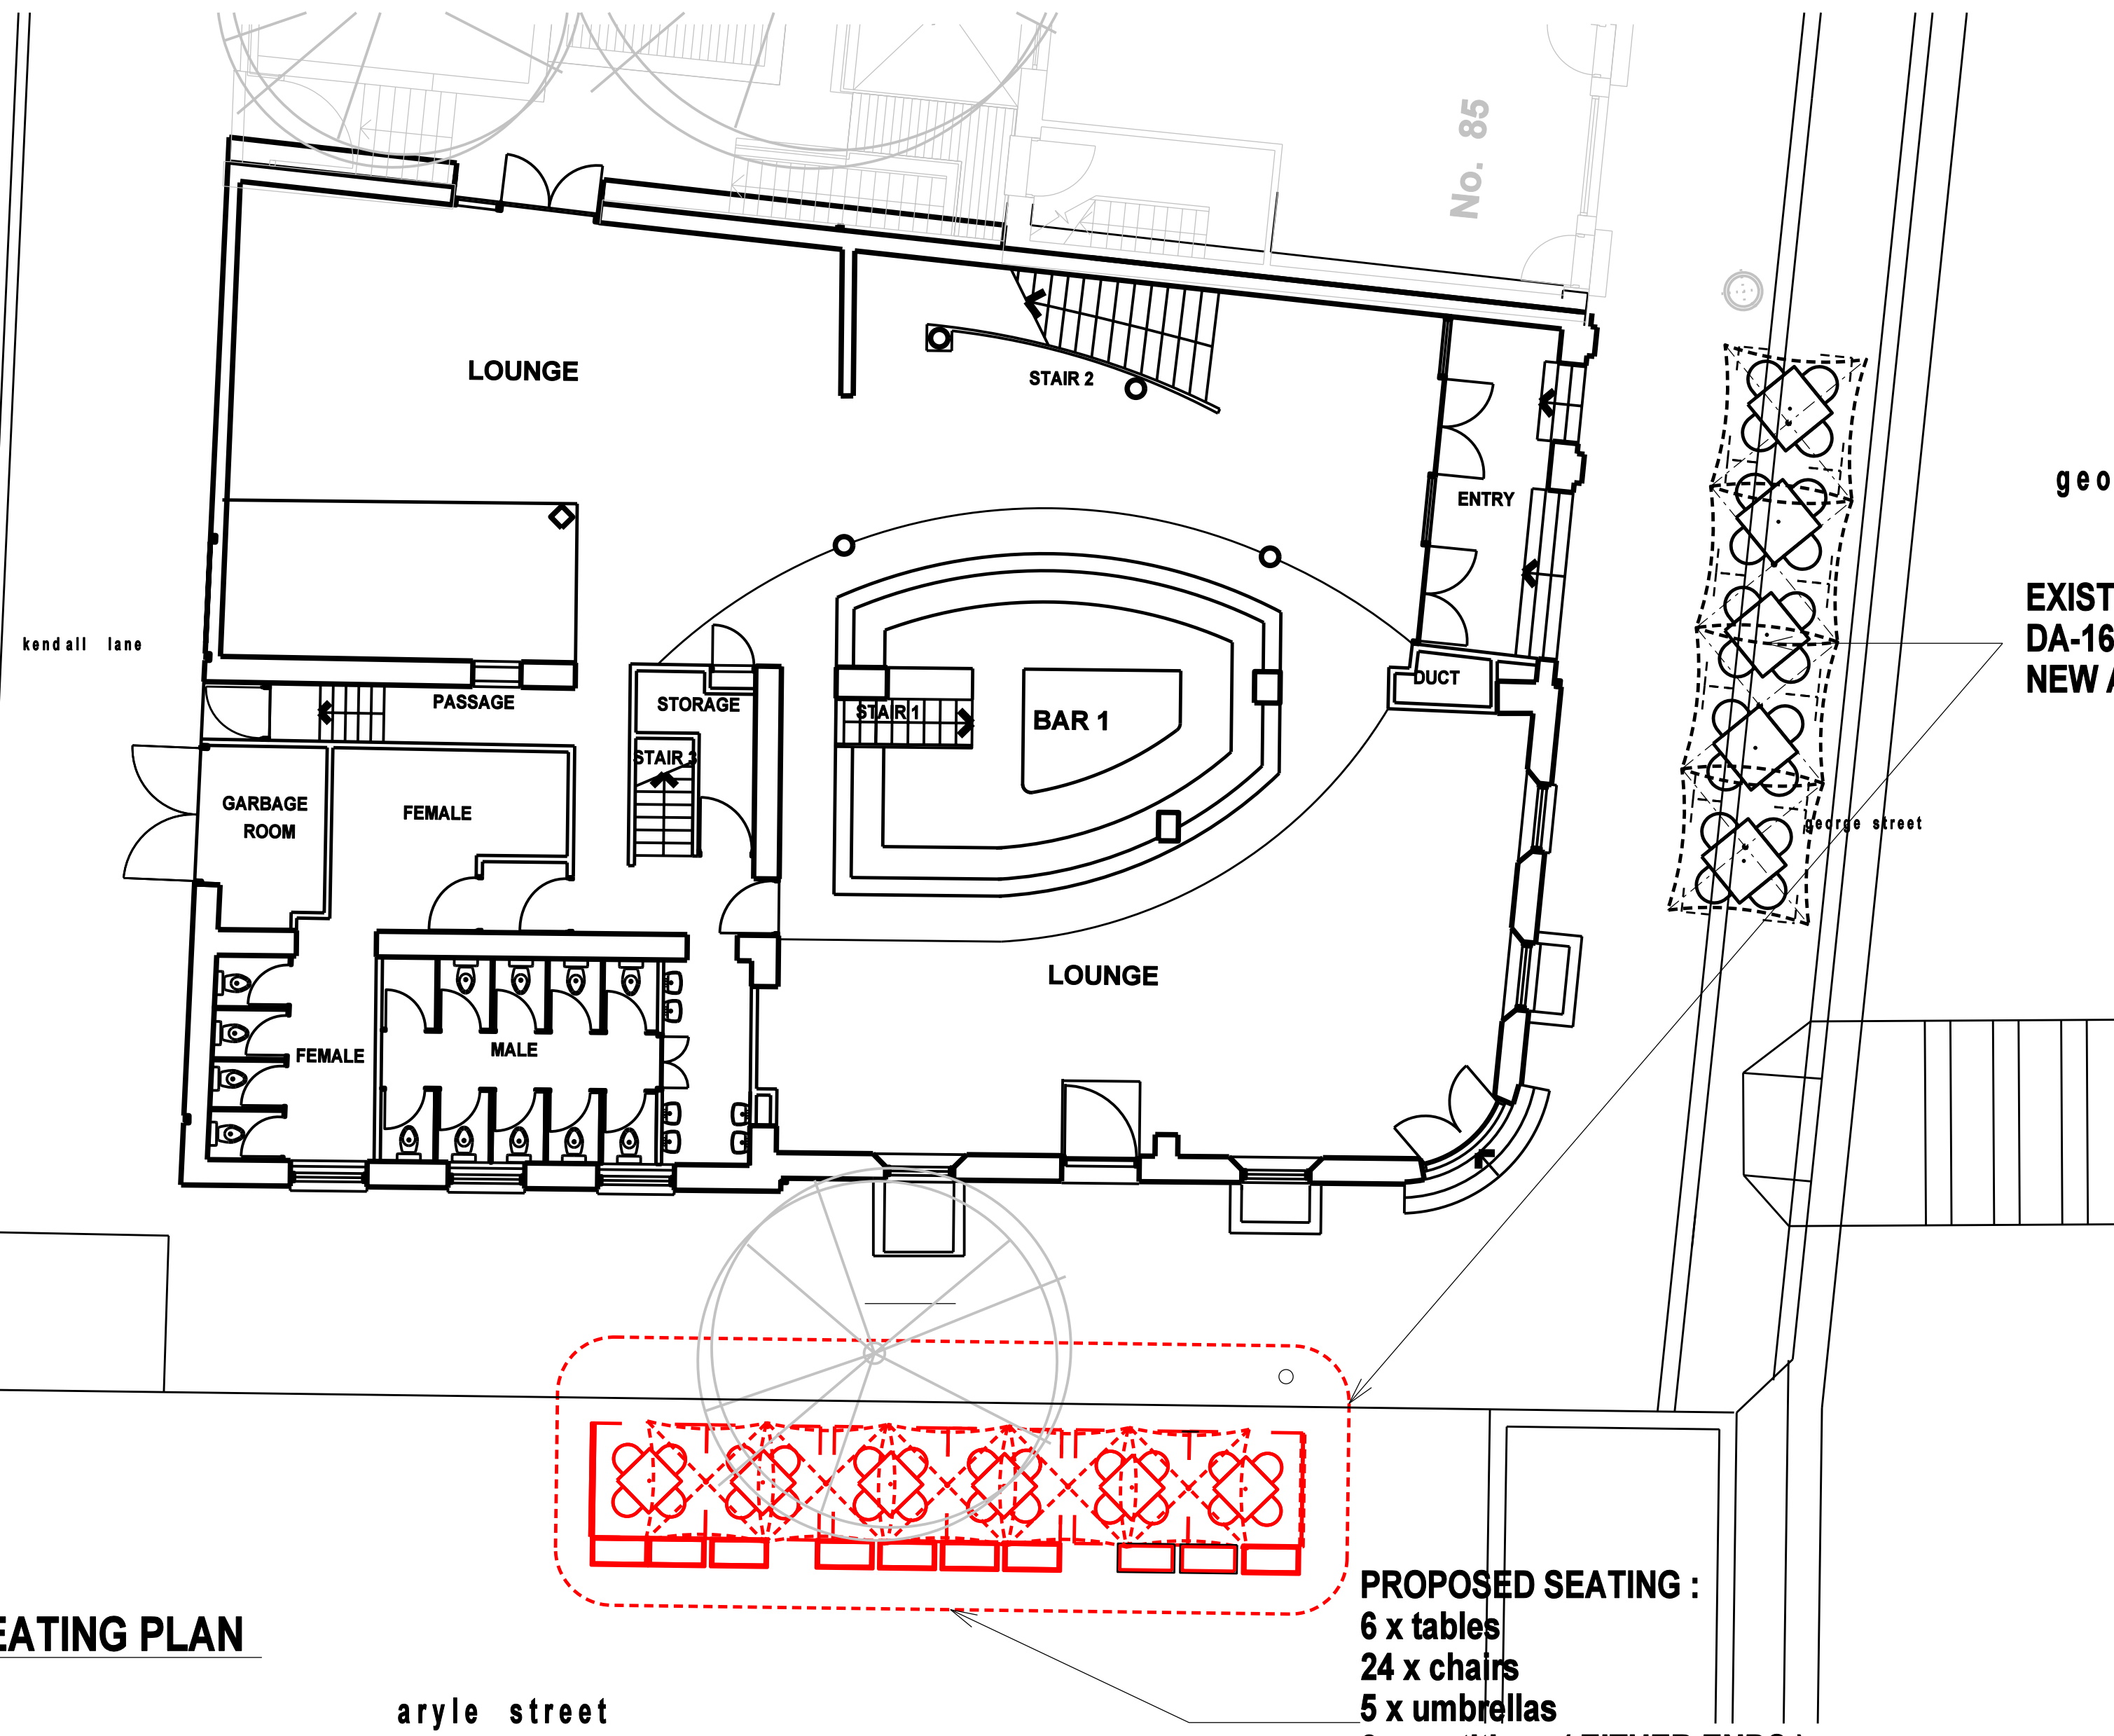 No. 85
LOUNGE
STAIR 2
ENTRY
geo
EXIST
DA-16
NEW A
kendall lane
PASSAGE
STORAGE
STAIR 1
BAR 1
DUCT
STAIR 3
GARBAGE
ROOM
FEMALE
george street
LOUNGE
FEMALE
MALE
PROPOSED SEATING :
6 x tables
24 x chairs
5 x umbrellas
EATING PLAN
aryle street